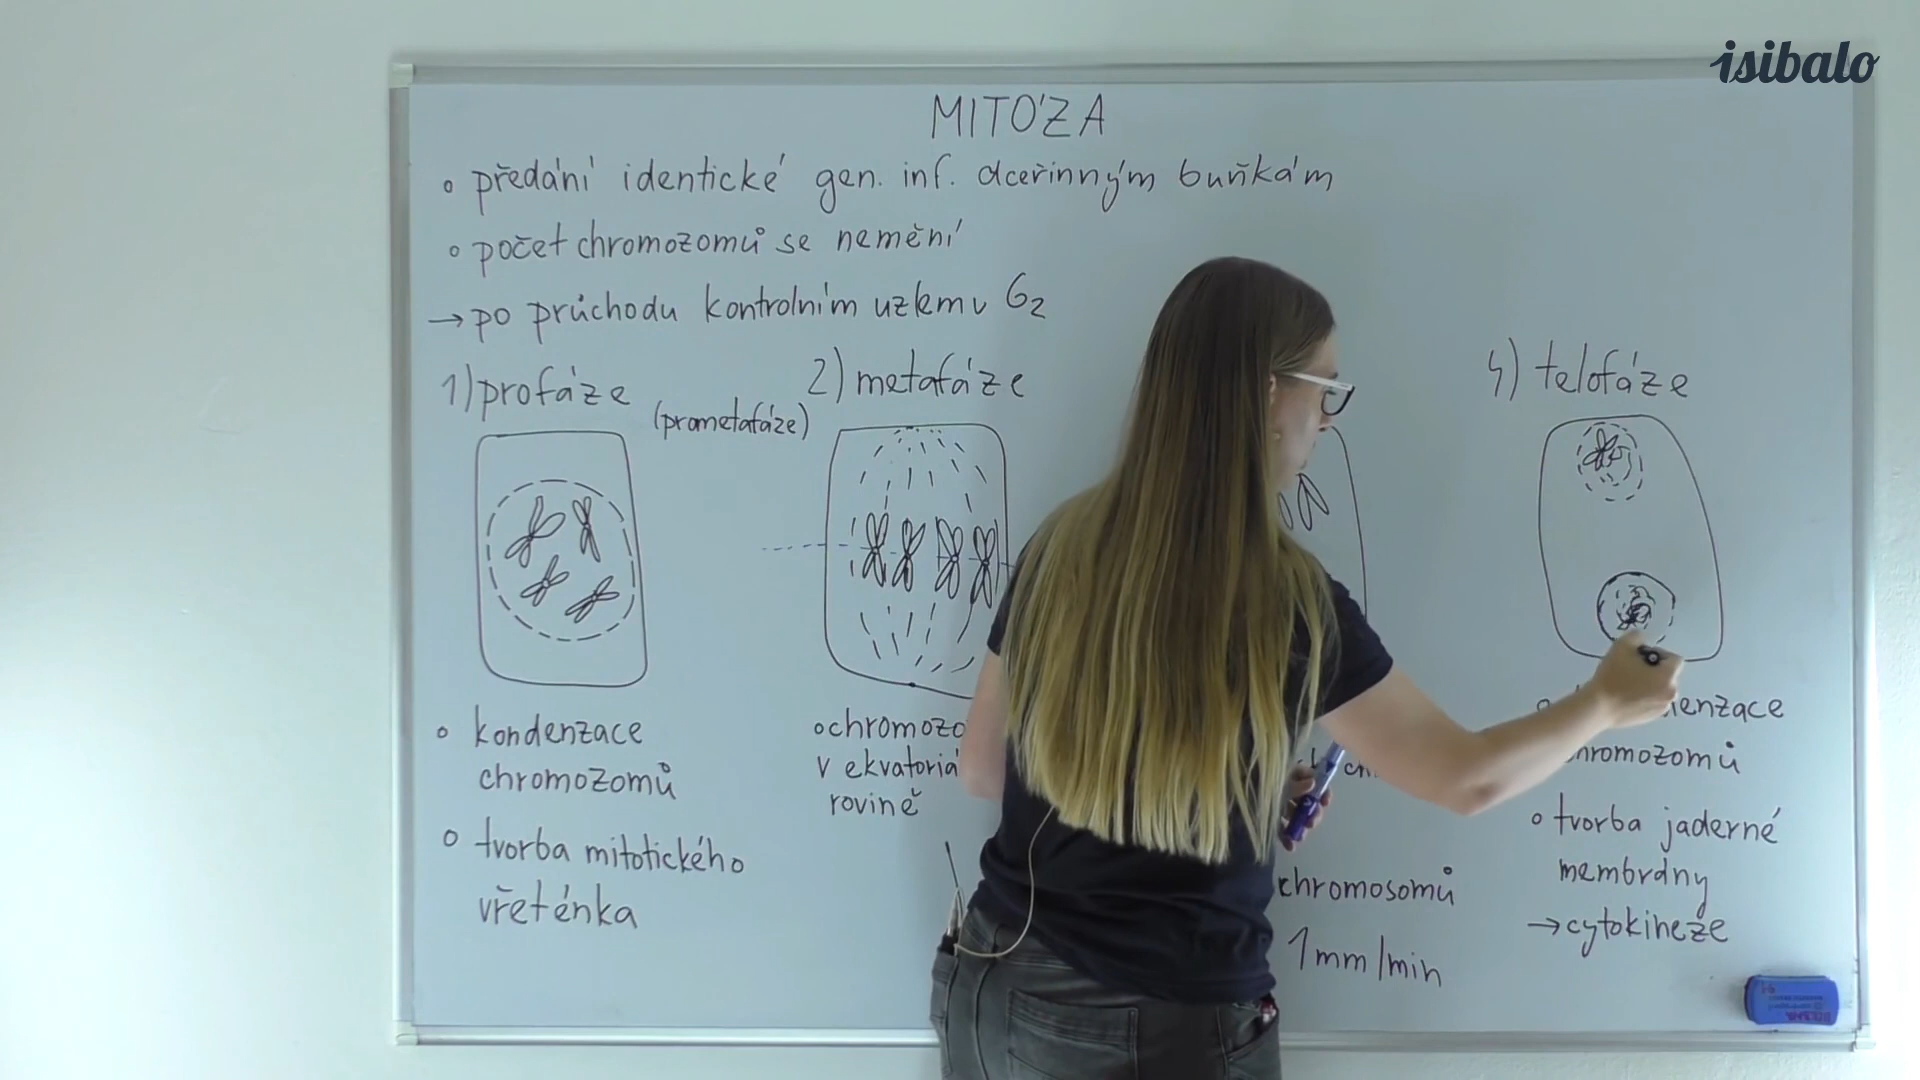 isibalo
MITÓZA
předání identické gen. inf. dceřinným buňkám
počet chromozomů se nemění
→ po průchodu kontrolním uzlem v G2
1) profáze
(prometafáze)
2) metafáze
4) telofáze
kondenzace
chromozomů
tvorba mitotického
vřeténka
chromozo
v ekvatoriá
rovině
chromosomů
1mm/min
denzace
hromozomů
tvorba jaderné
membrány
→ cytokineze